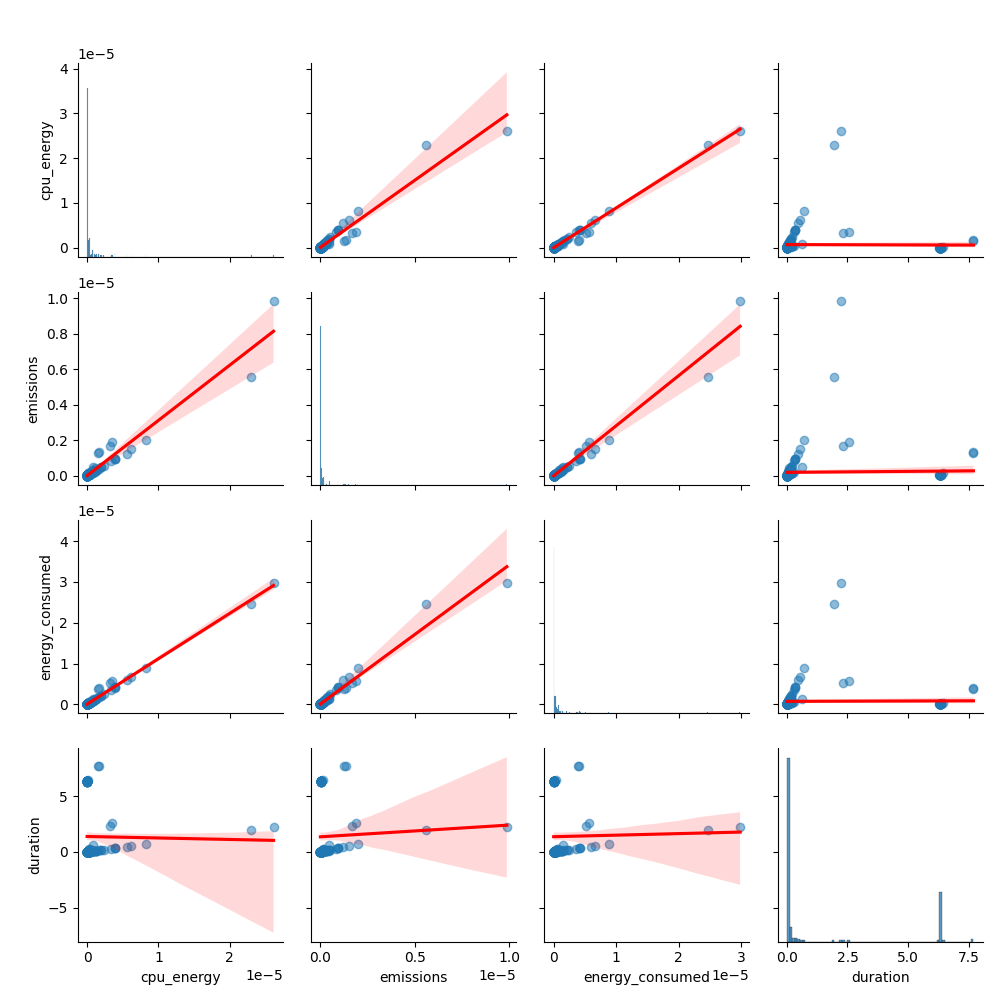 1e−5
4
3
2
1
0
cpu_energy
1e−5
1.0
0.8
0.6
0.4
0.2
0.0
emissions
1e−5
4
3
2
1
0
energy_consumed
5
0
−5
duration
0 1 2
1e−5
cpu_energy
0.0 0.5 1.0
1e−5
emissions
0 1 2 3
1e−5
energy_consumed
0.0 2.5 5.0 7.5
duration